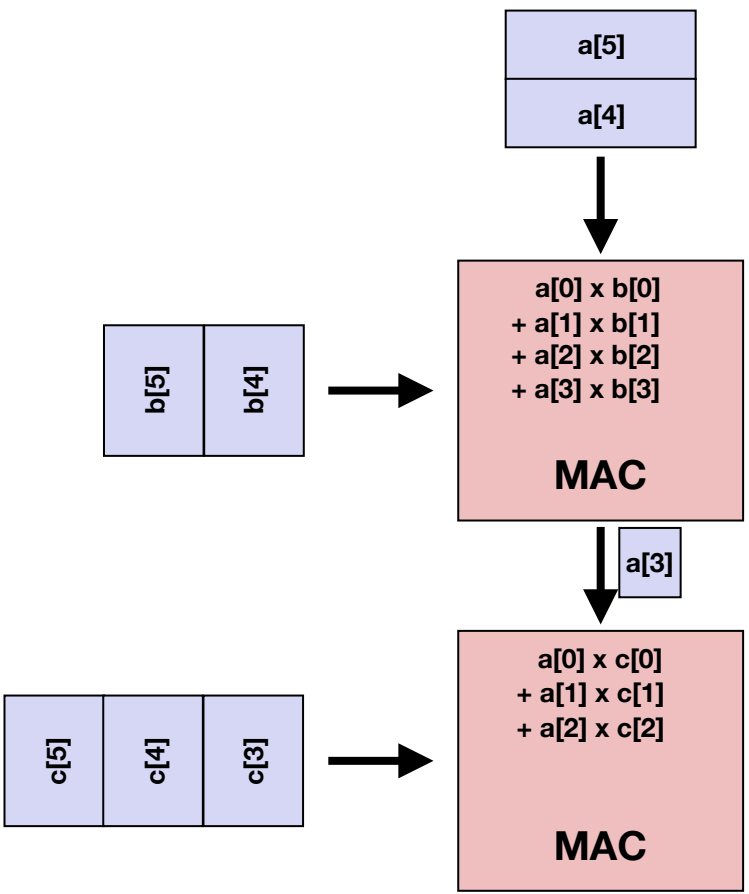 a[5]
a[4]
a[0] x b[0]
+ a[1] x b[1]
+ a[2] x b[2]
+ a[3] x b[3]
MAC
b[5]
b[4]
a[3]
a[0] x c[0]
+ a[1] x c[1]
+ a[2] x c[2]
MAC
c[5]
c[4]
c[3]